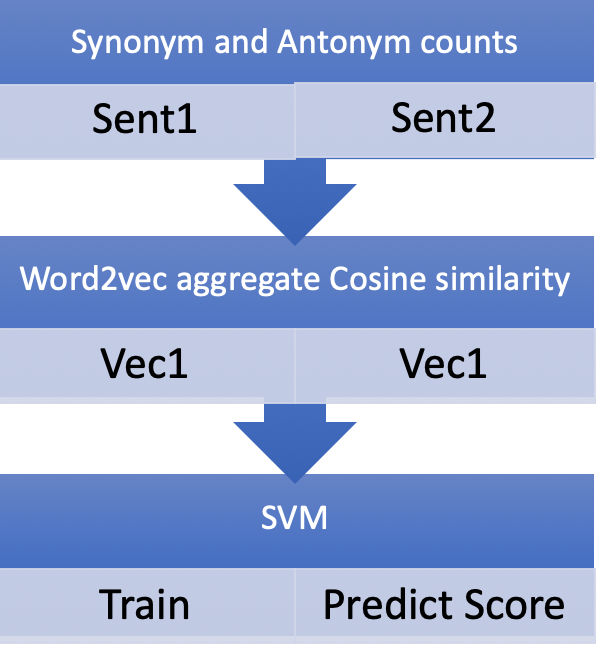 Synonym and Antonym counts
Sent1 Sent2
Word2vec aggregate Cosine similarity
Vec1 Vec1
SVM
Train Predict Score